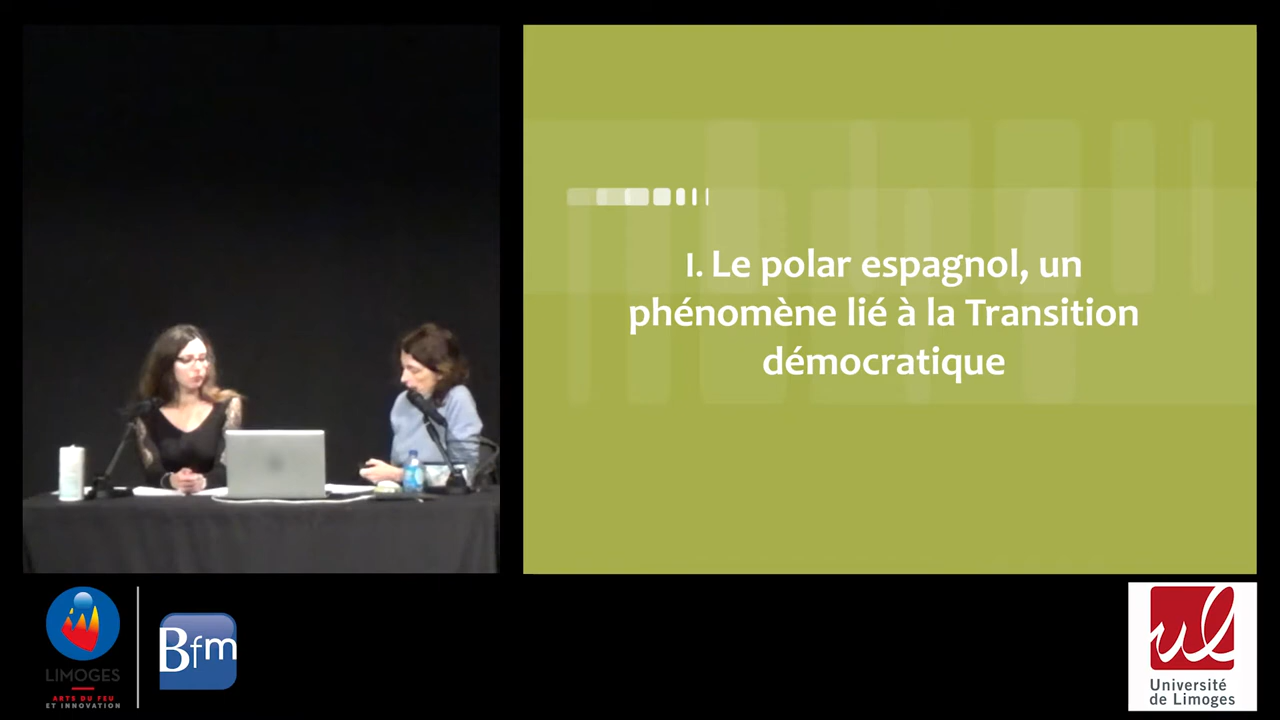 I. Le polar espagnol, un
phénomène lié à la Transition
démocratique
LIMOGES
ARTS DU FEU
ET INNOVATION
Bfm
ul
Université
de Limoges